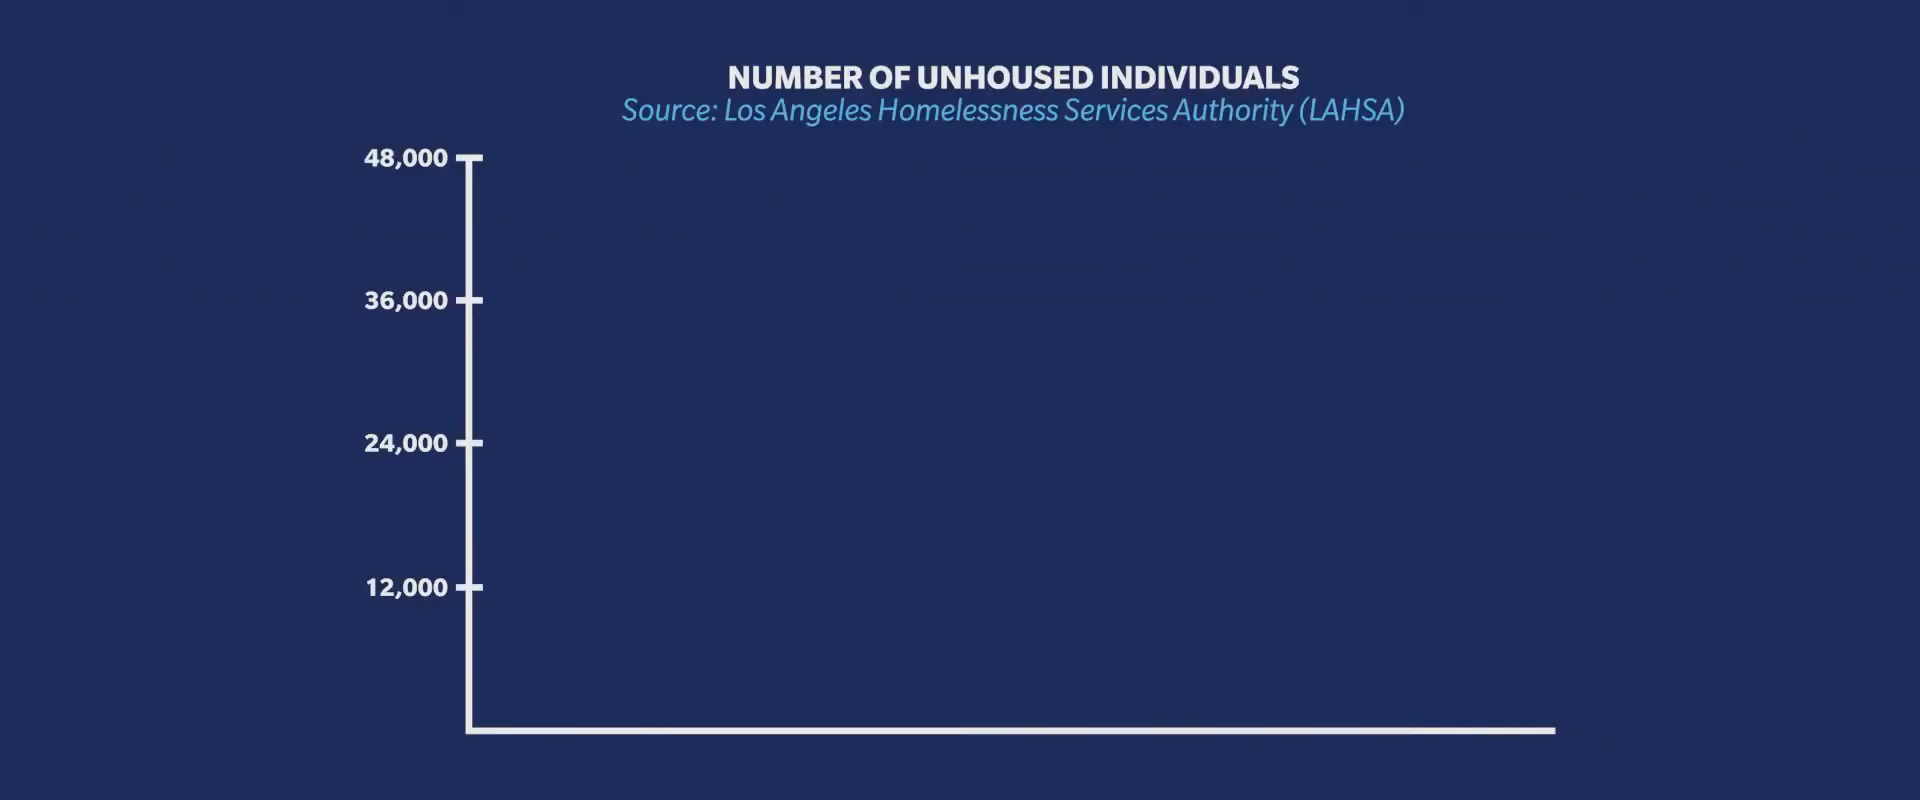 NUMBER OF UNHOUSED INDIVIDUALS
Source: Los Angeles Homelessness Services Authority (LAHSA)
48,000
36,000
24,000
12,000